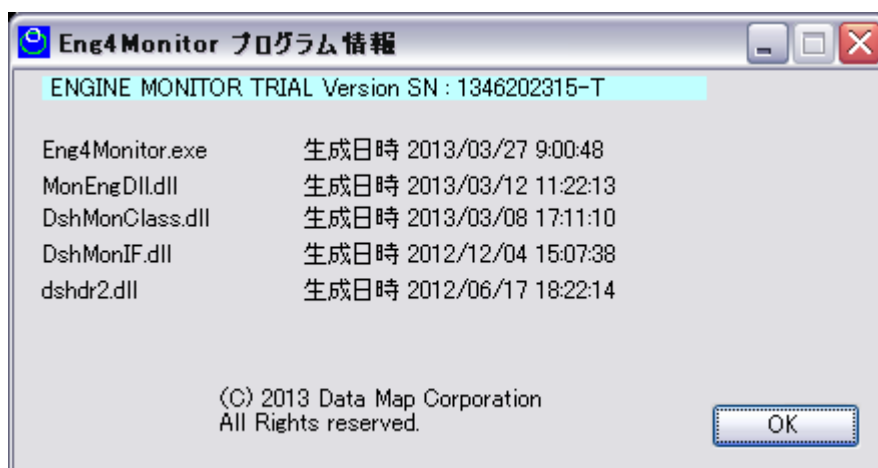 Eng4Monitor プログラム情報
ENGINE MONITOR TRIAL Version SN : 1346202315-T
Eng4Monitor.exe 生成日時 2013/03/27 9:00:48
MonEngDll.dll 生成日時 2013/03/12 11:22:13
DshMonClass.dll 生成日時 2013/03/08 17:11:10
DshMonIF.dll 生成日時 2012/12/04 15:07:38
dshdr2.dll 生成日時 2012/06/17 18:22:14
(C) 2013 Data Map Corporation
All Rights reserved.
OK